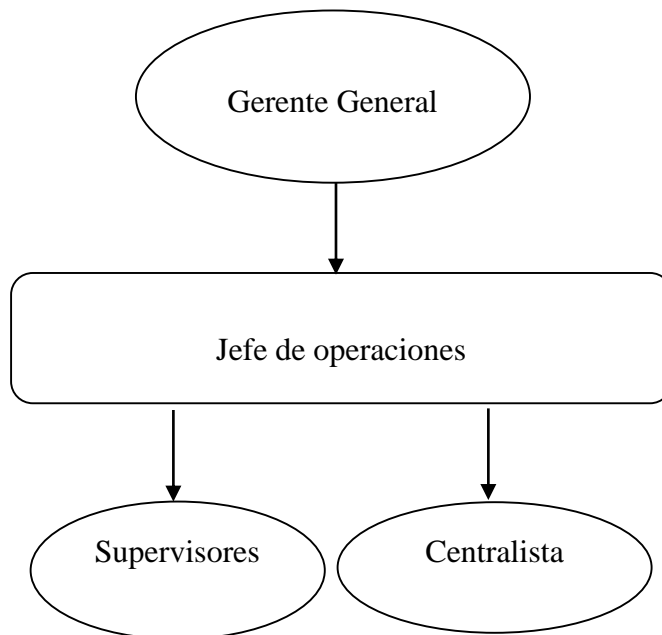 Gerente General
Jefe de operaciones
Supervisores
Centralista